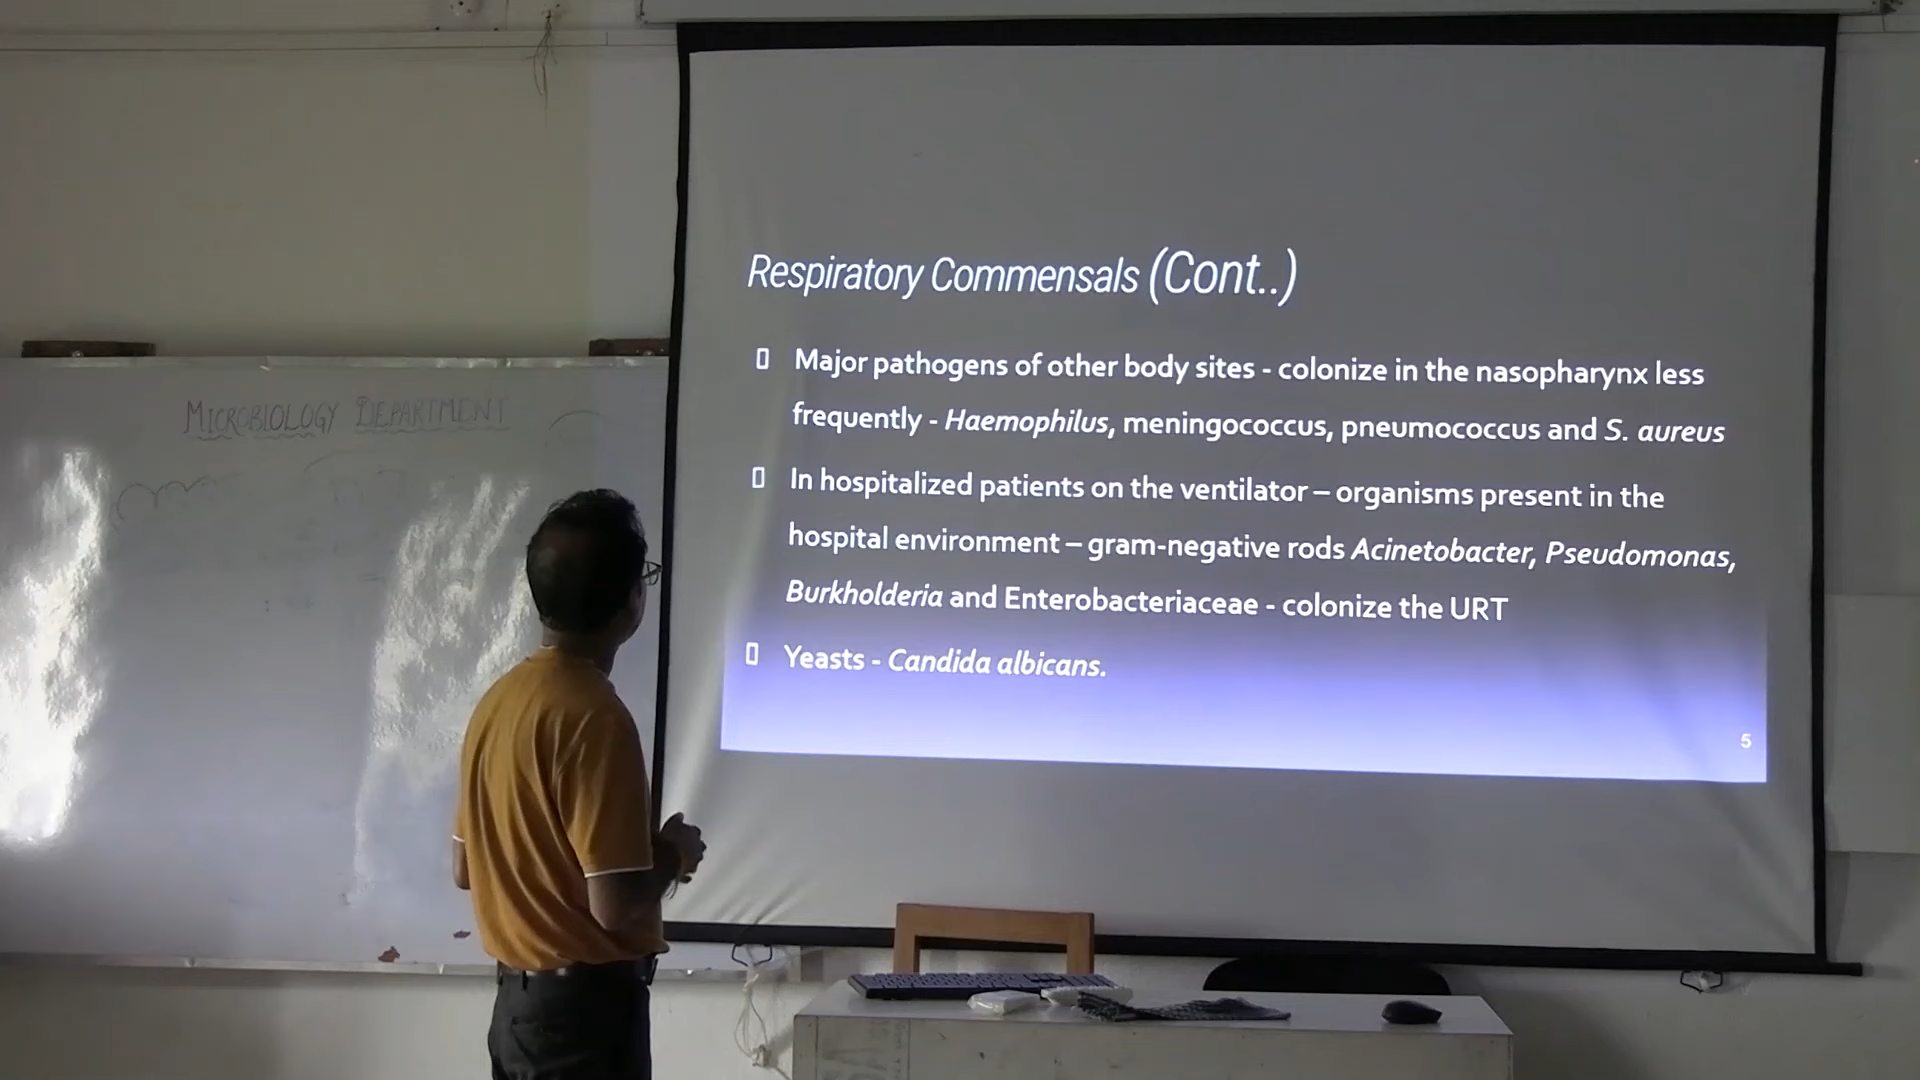 MICROBIOLOGY DEPARTMENT
Respiratory Commensals (Cont..)
Major pathogens of other body sites - colonize in the nasopharynx less
frequently - Haemophilus, meningococcus, pneumococcus and S. aureus
In hospitalized patients on the ventilator – organisms present in the
hospital environment – gram-negative rods Acinetobacter, Pseudomonas,
Burkholderia and Enterobacteriaceae - colonize the URT
Yeasts - Candida albicans.
5